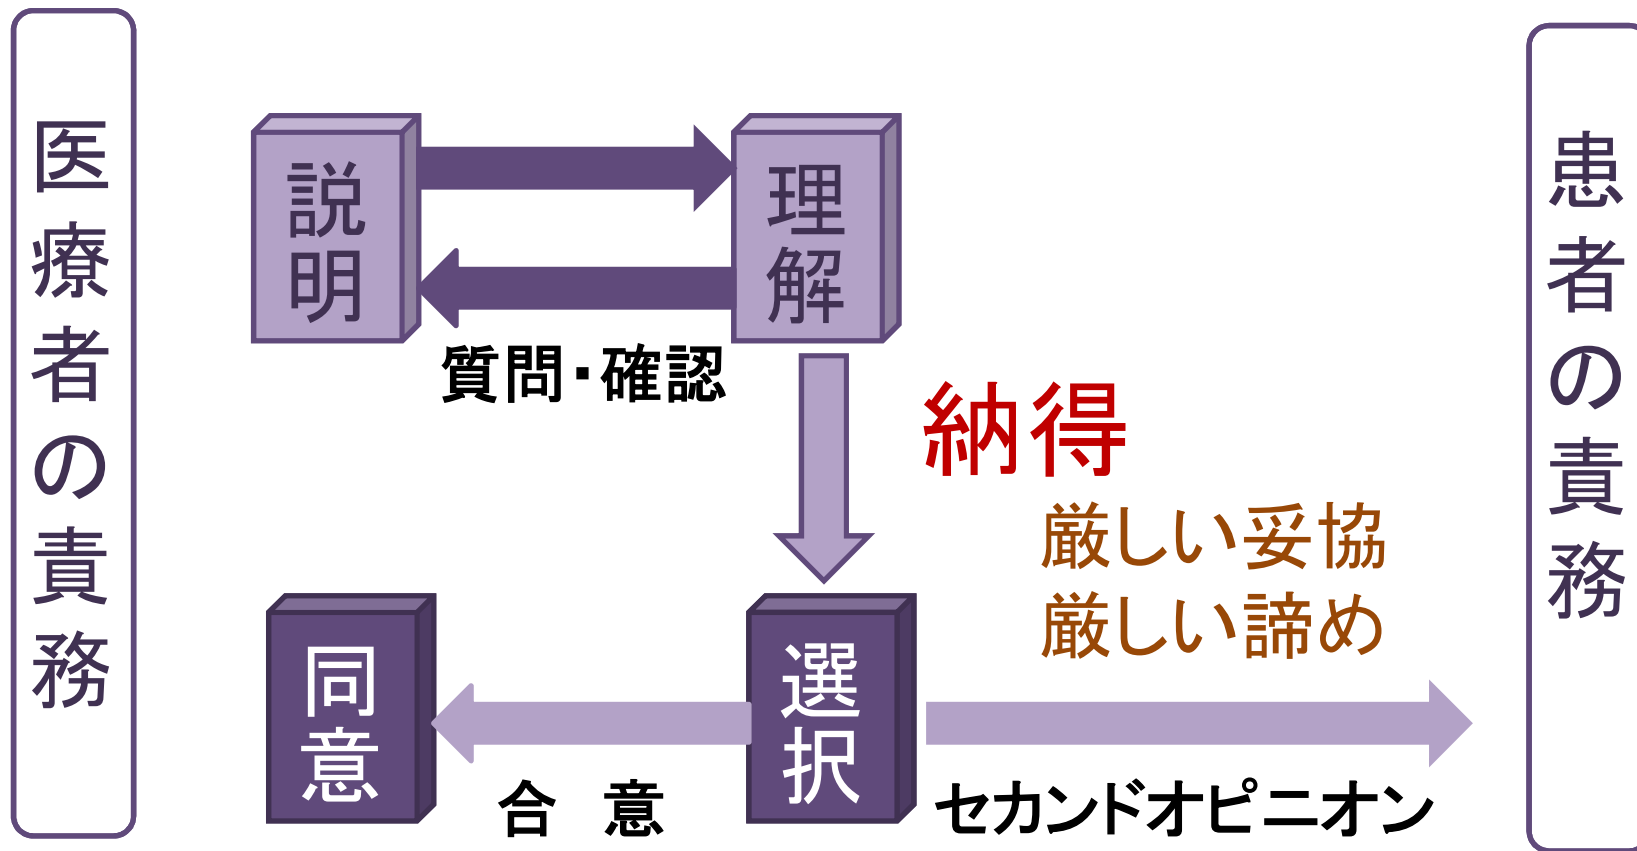 医療者の責務
説明
理解
質問・確認
納得
厳しい妥協
厳しい諦め
同意
選択
合　意
セカンドオピニオン
患者の責務